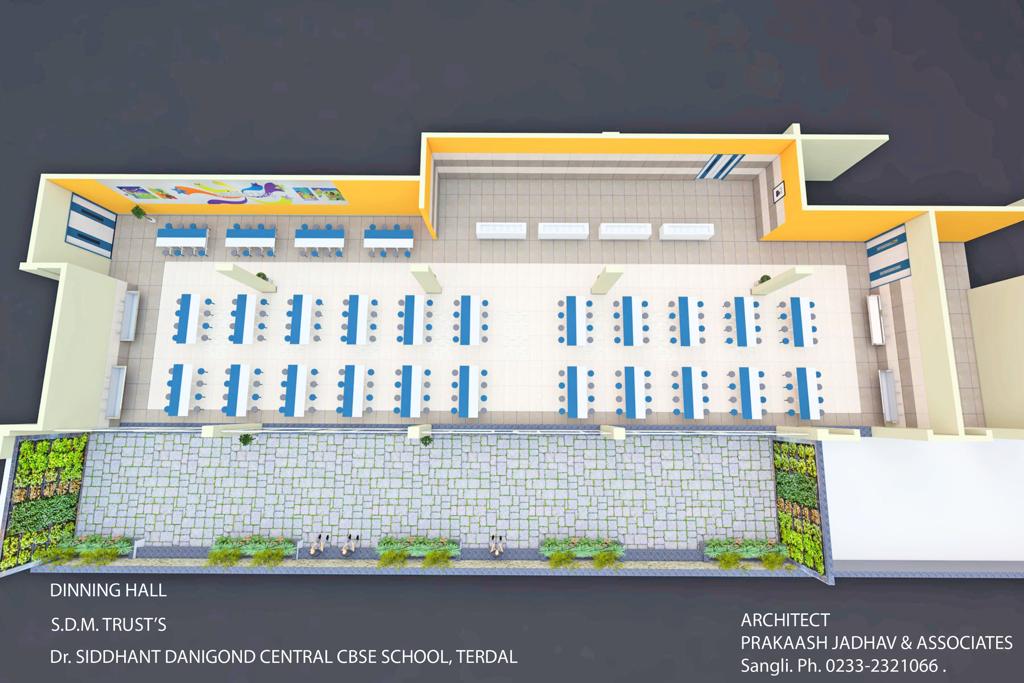 DINNING HALL
S.D.M. TRUST'S
Dr. SIDDHANT DANIGOND CENTRAL CBSE SCHOOL, TERDAL
ARCHITECT
PRAKAASH JADHAV & ASSOCIATES
Sangli. Ph. 0233-2321066 .